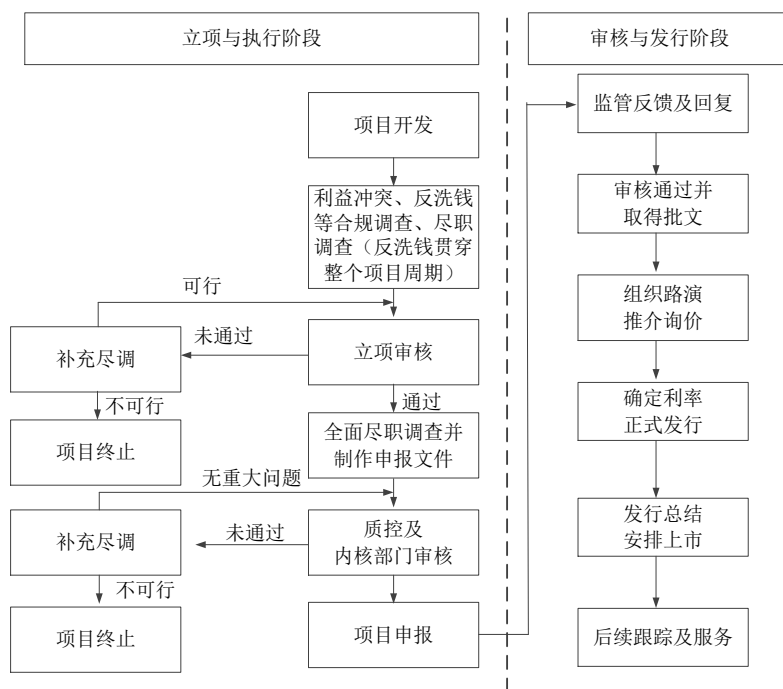 立项与执行阶段
审核与发行阶段
项目开发
利益冲突、反洗钱
等合规调查、尽职
调查（反洗钱贯穿
整个项目周期）
可行
立项审核
未通过
补充尽调
不可行
项目终止
通过
全面尽职调查并
制作申报文件
无重大问题
质控及
内核部门审核
未通过
补充尽调
不可行
项目终止
项目申报
监管反馈及回复
审核通过并
取得批文
组织路演
推介询价
确定利率
正式发行
发行总结
安排上市
后续跟踪及服务